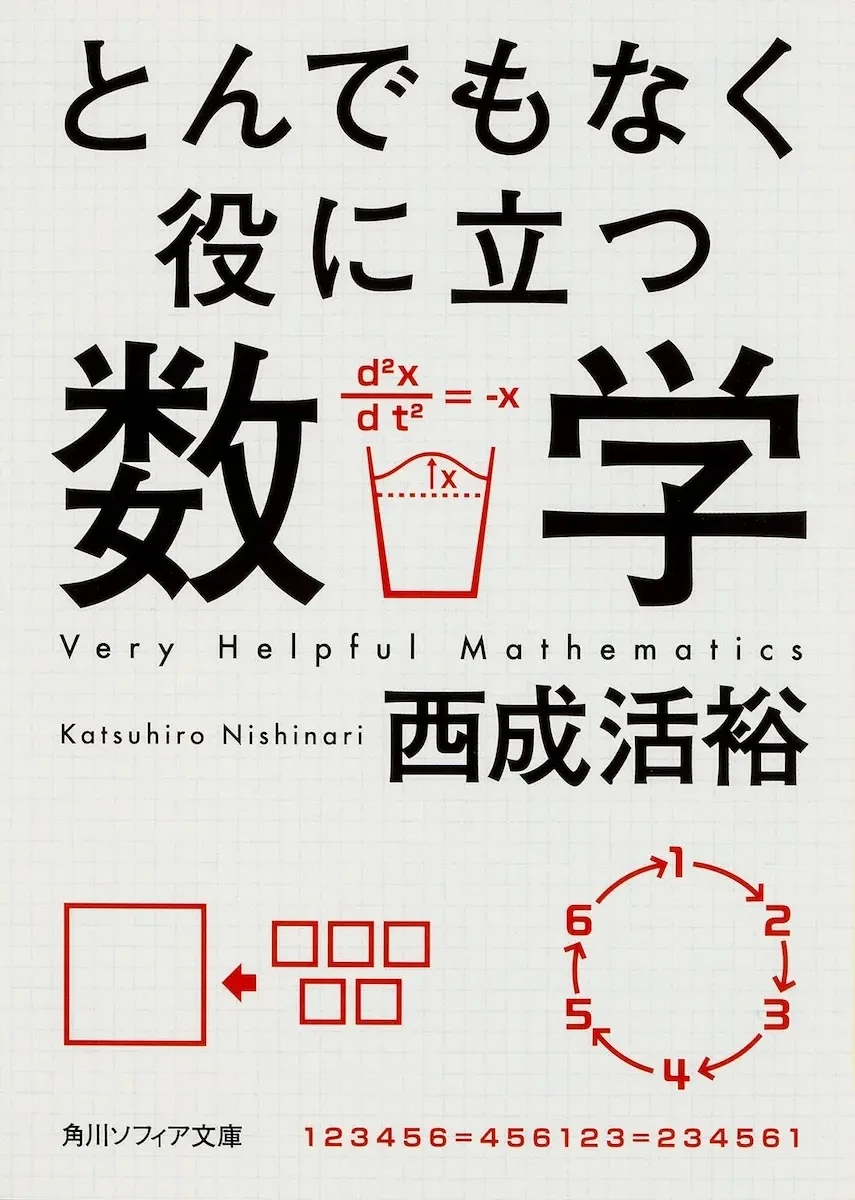 とんでもなく
役に立つ
数学
d²x
d t²
= -x
x
Very Helpful Mathematics
Katsuhiro Nishinari 西成活裕
1
6 2
5 3
4
角川ソフィア文庫 123456=456123=234561